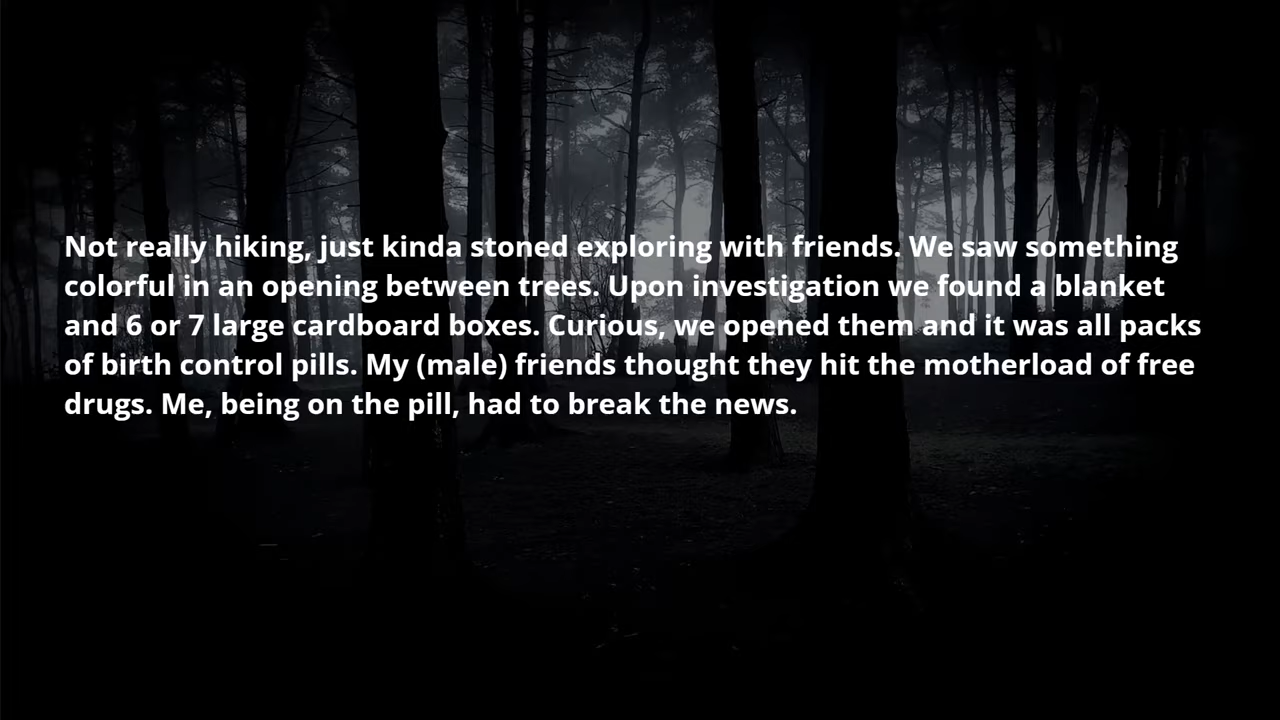 Not really hiking, just kinda stoned exploring with friends. We saw something
colorful in an opening between trees. Upon investigation we found a blanket
and 6 or 7 large cardboard boxes. Curious, we opened them and it was all packs
of birth control pills. My (male) friends thought they hit the motherload of free
drugs. Me, being on the pill, had to break the news.